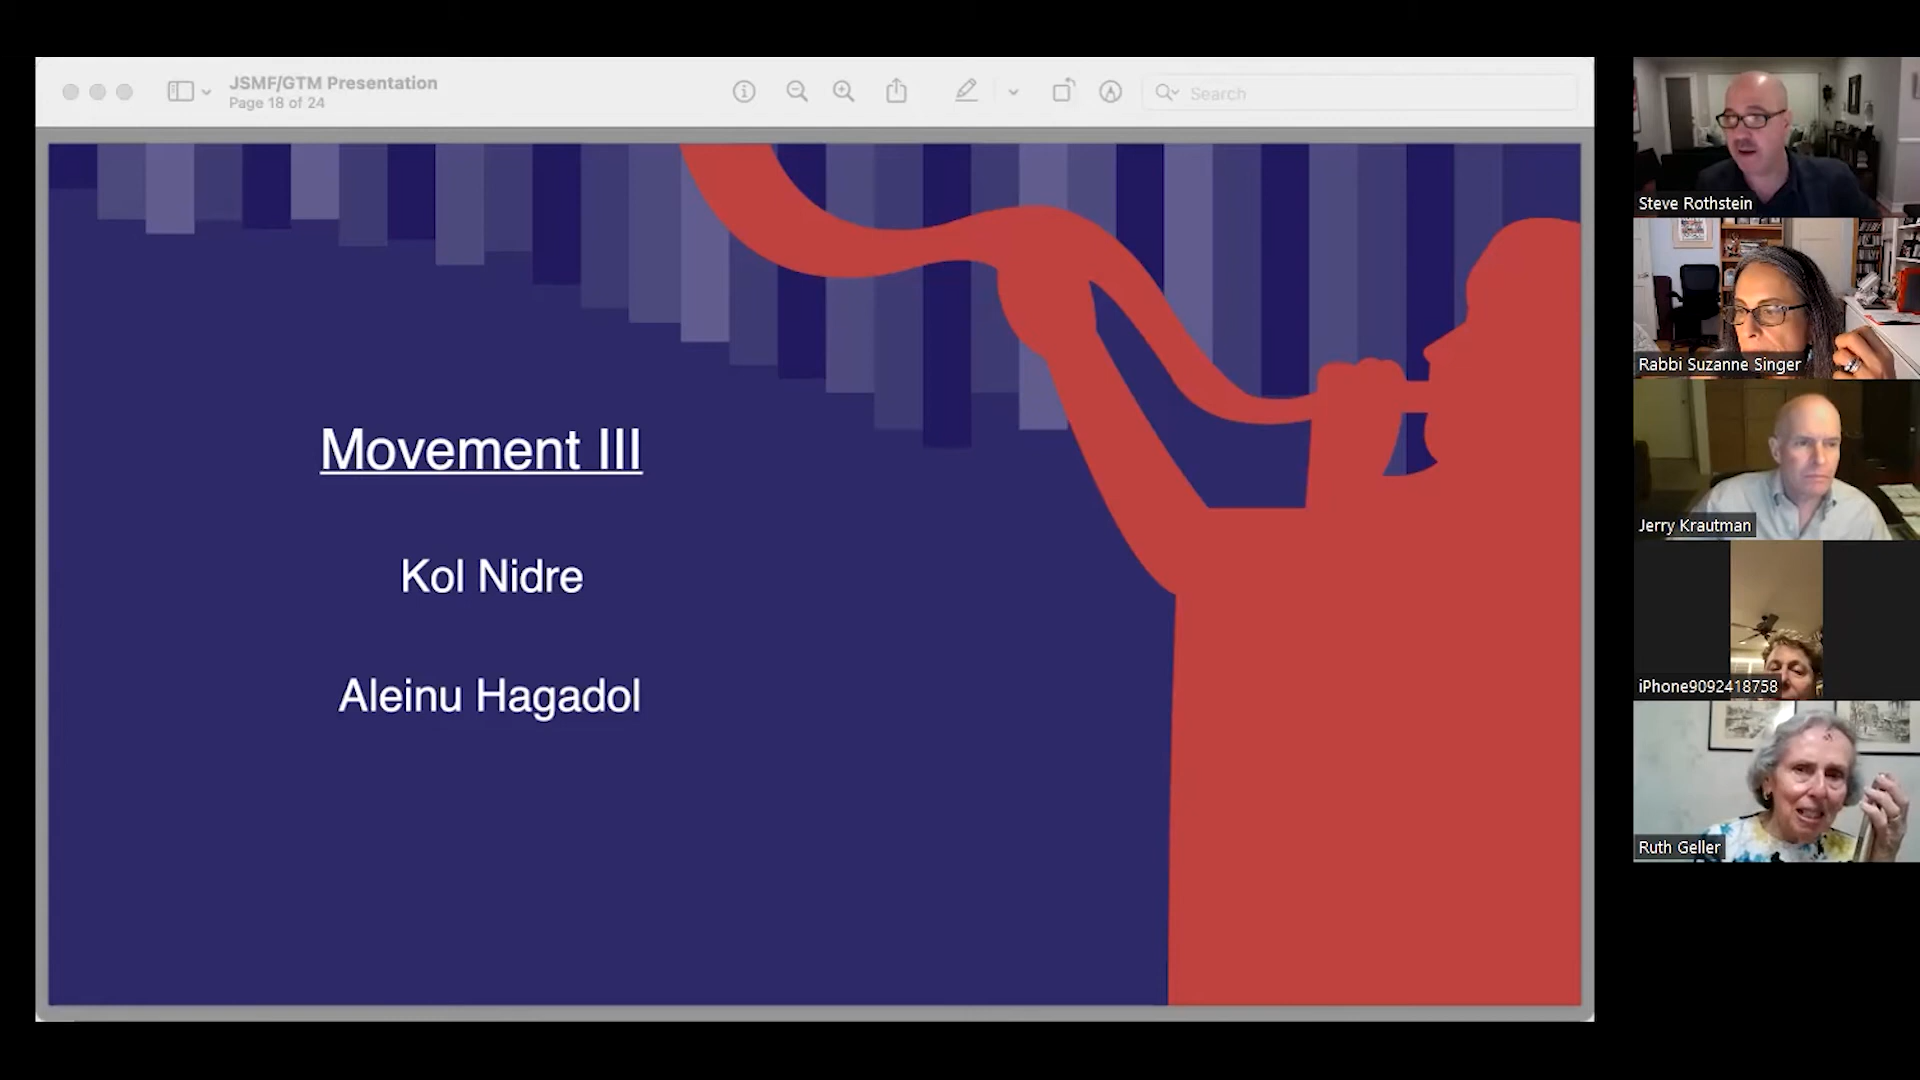 JSMF/GTM Presentation
Page 18 of 24
Search
Movement III
Kol Nidre
Aleinu Hagadol
Steve Rothstein
Rabbi Suzanne Singer
Jerry Krautman
iPhone9092418758
Ruth Geller